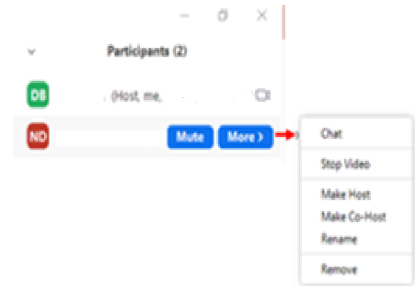 Participants (2)
DB (Host, me,
ND Mute More >
Chat
Stop Video
Make Host
Make Co-Host
Rename
Remove